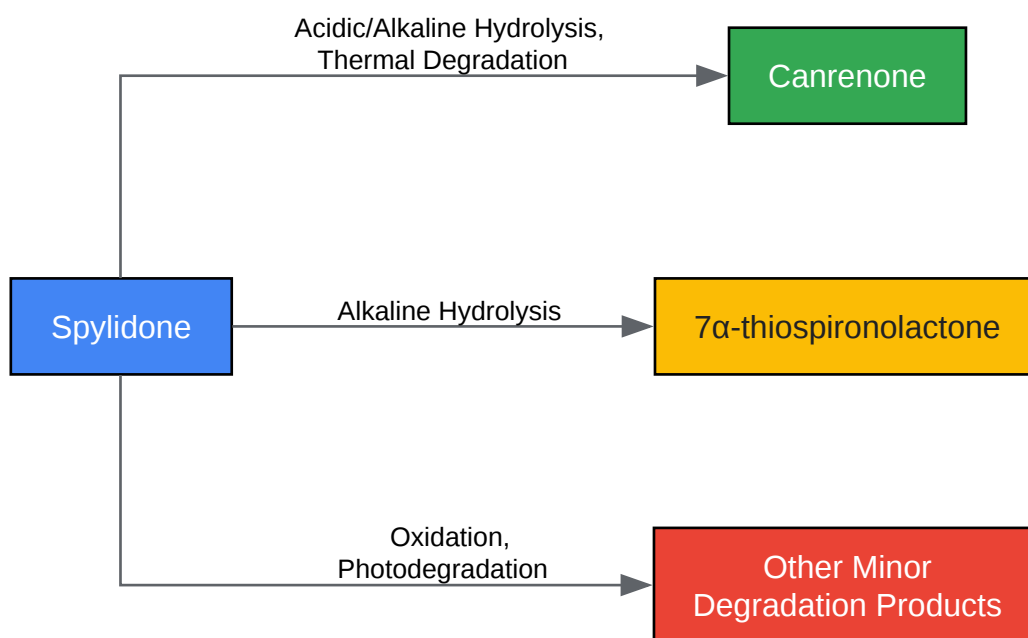 Acidic/Alkaline Hydrolysis,
Thermal Degradation
Canrenone
Spylidone
Alkaline Hydrolysis
7α-thiospironolactone
Oxidation,
Photodegradation
Other Minor
Degradation Products